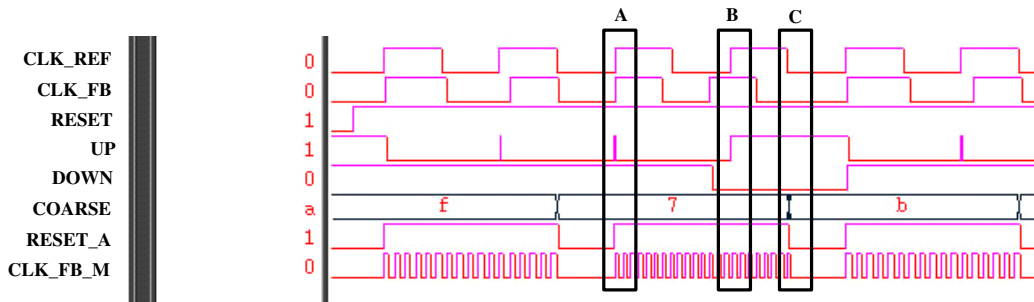 A B C
CLK_REF 0
CLK_FB 0
RESET 1
UP 1
DOWN 0
COARSE a f 7 b
RESET_A 1
CLK_FB_M 0